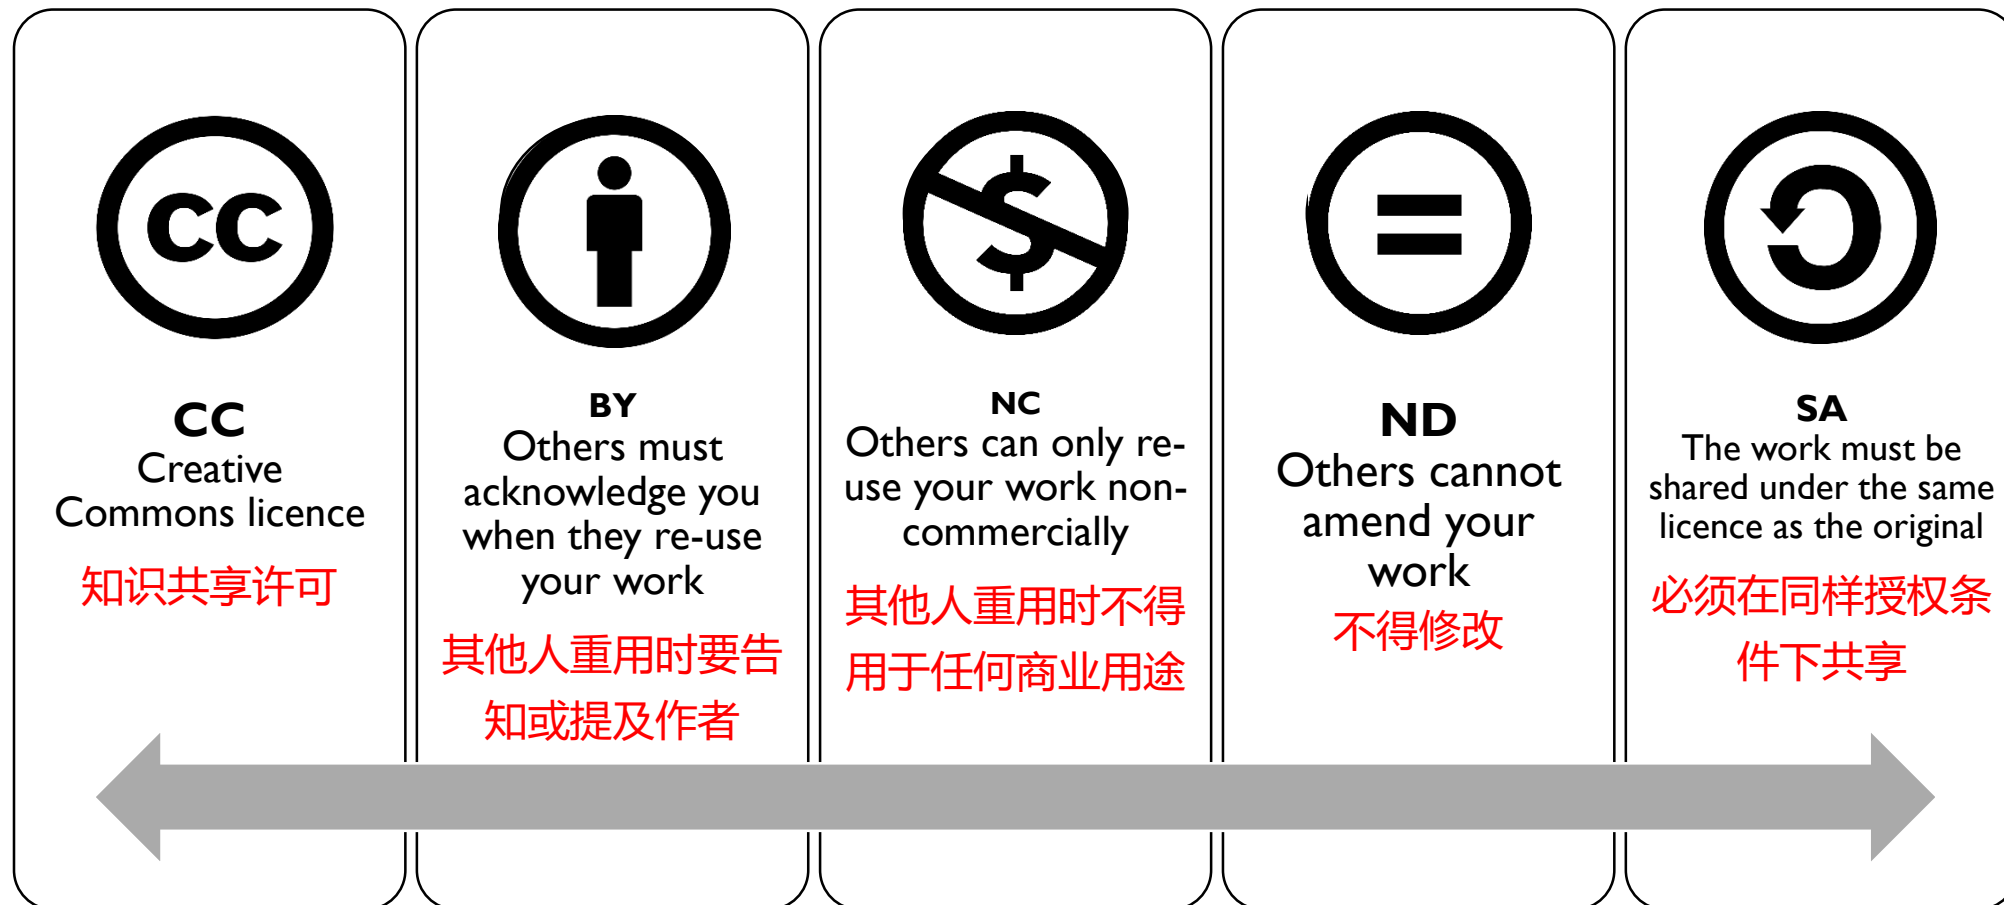 cc
CC
Creative
Commons licence
知识共享许可
BY
Others must
acknowledge you
when they re-use
your work
其他人重用时要告
知或提及作者
$
NC
Others can only re-
use your work non-
commercially
其他人重用时不得
用于任何商业用途
=
ND
Others cannot
amend your
work
不得修改
SA
The work must be
shared under the same
licence as the original
必须在同样授权条
件下共享